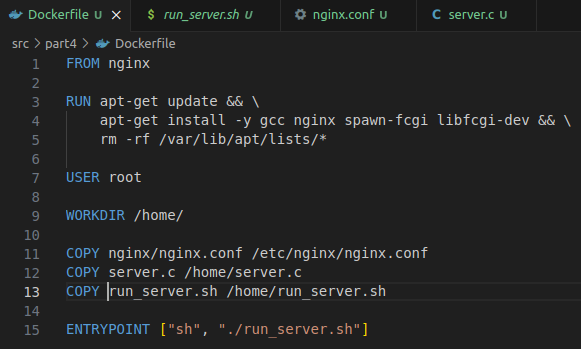 Dockerfile U × $ run_server.sh U nginx.conf U C server.c U
src > part4 > Dockerfile
1 FROM nginx
2
3 RUN apt-get update && \
4 apt-get install -y gcc nginx spawn-fcgi libfcgi-dev && \
5 rm -rf /var/lib/apt/lists/*
6
7 USER root
8
9 WORKDIR /home/
10
11 COPY nginx/nginx.conf /etc/nginx/nginx.conf
12 COPY server.c /home/server.c
13 COPY run_server.sh /home/run_server.sh
14
15 ENTRYPOINT ["sh", "./run_server.sh"]